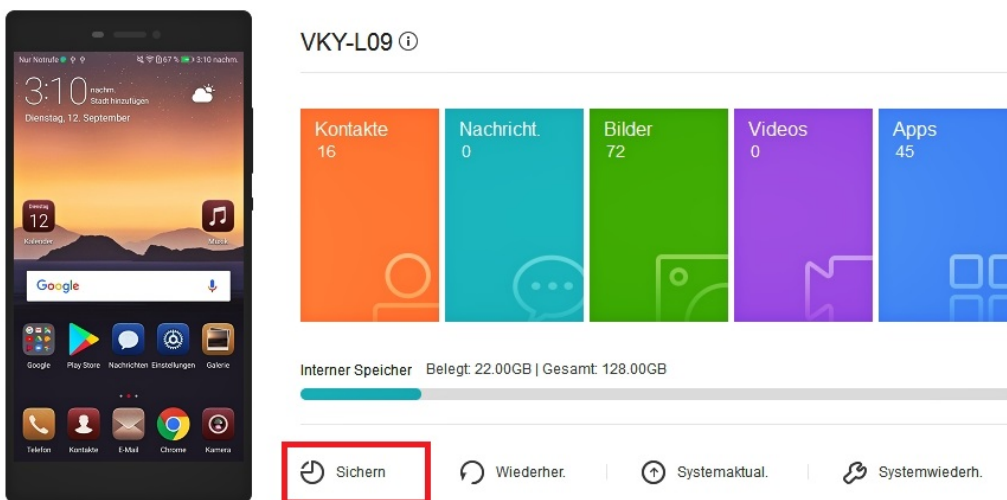 Nur Notrufe 67 % 3:10 nachm.
3:10 nachm.
Stadt hinzufügen
Dienstag, 12. September
Dienstag
12
Kalender
Musik
Google
Google
Play Store
Nachrichten
Einstellungen
Galerie
Telefon
Kontakte
E-Mail
Chrome
Kamera
VKY-L09
Kontakte
16
Nachricht.
0
Bilder
72
Videos
0
Apps
45
Interner Speicher Belegt: 22.00GB | Gesamt: 128.00GB
Sichern
Wiederher.
Systemaktual.
Systemwiederh.